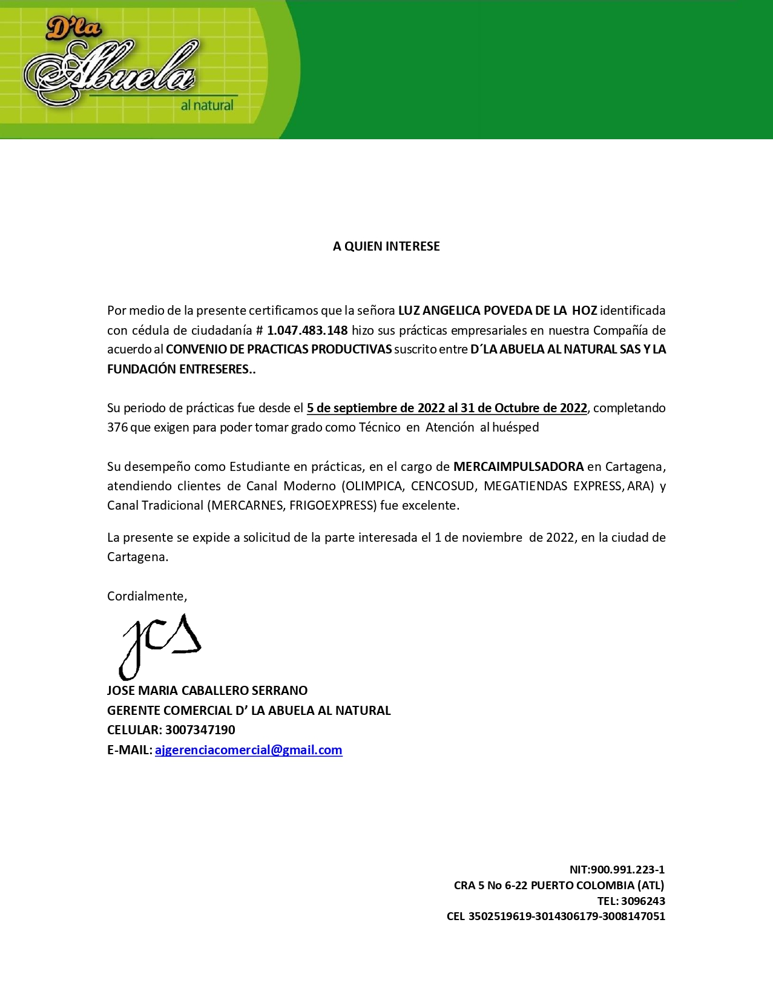 D'la
Abuela
al natural
A QUIEN INTERESE
Por medio de la presente certificamos que la señora LUZ ANGELICA POVEDA DE LA HOZ identificada
con cédula de ciudadanía # 1.047.483.148 hizo sus prácticas empresariales en nuestra Compañía de
acuerdo al CONVENIO DE PRACTICAS PRODUCTIVAS suscrito entre D´LA ABUELA AL NATURAL SAS Y LA
FUNDACIÓN ENTRESERES..
Su periodo de prácticas fue desde el 5 de septiembre de 2022 al 31 de Octubre de 2022, completando
376 que exigen para poder tomar grado como Técnico en Atención al huésped
Su desempeño como Estudiante en prácticas, en el cargo de MERCAIMPULSADORA en Cartagena,
atendiendo clientes de Canal Moderno (OLIMPICA, CENCOSUD, MEGATIENDAS EXPRESS, ARA) y
Canal Tradicional (MERCARNES, FRIGOEXPRESS) fue excelente.
La presente se expide a solicitud de la parte interesada el 1 de noviembre de 2022, en la ciudad de
Cartagena.
Cordialmente,
jcs
JOSE MARIA CABALLERO SERRANO
GERENTE COMERCIAL D’ LA ABUELA AL NATURAL
CELULAR: 3007347190
E-MAIL: ajgerenciacomercial@gmail.com
NIT:900.991.223-1
CRA 5 No 6-22 PUERTO COLOMBIA (ATL)
TEL: 3096243
CEL 3502519619-3014306179-3008147051